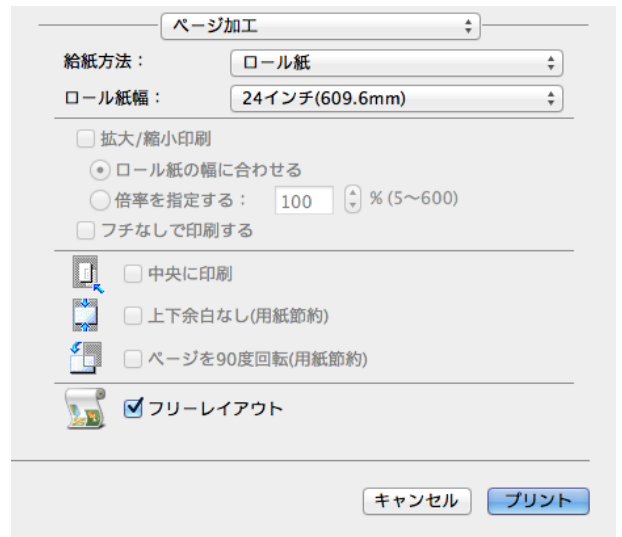 ページ加工
給紙方法： ロール紙
ロール紙幅： 24インチ(609.6mm)
拡大/縮小印刷
ロール紙の幅に合わせる
倍率を指定する： 100 % (5〜600)
フチなしで印刷する
中央に印刷
上下余白なし(用紙節約)
ページを90度回転(用紙節約)
フリーレイアウト
キャンセル プリント